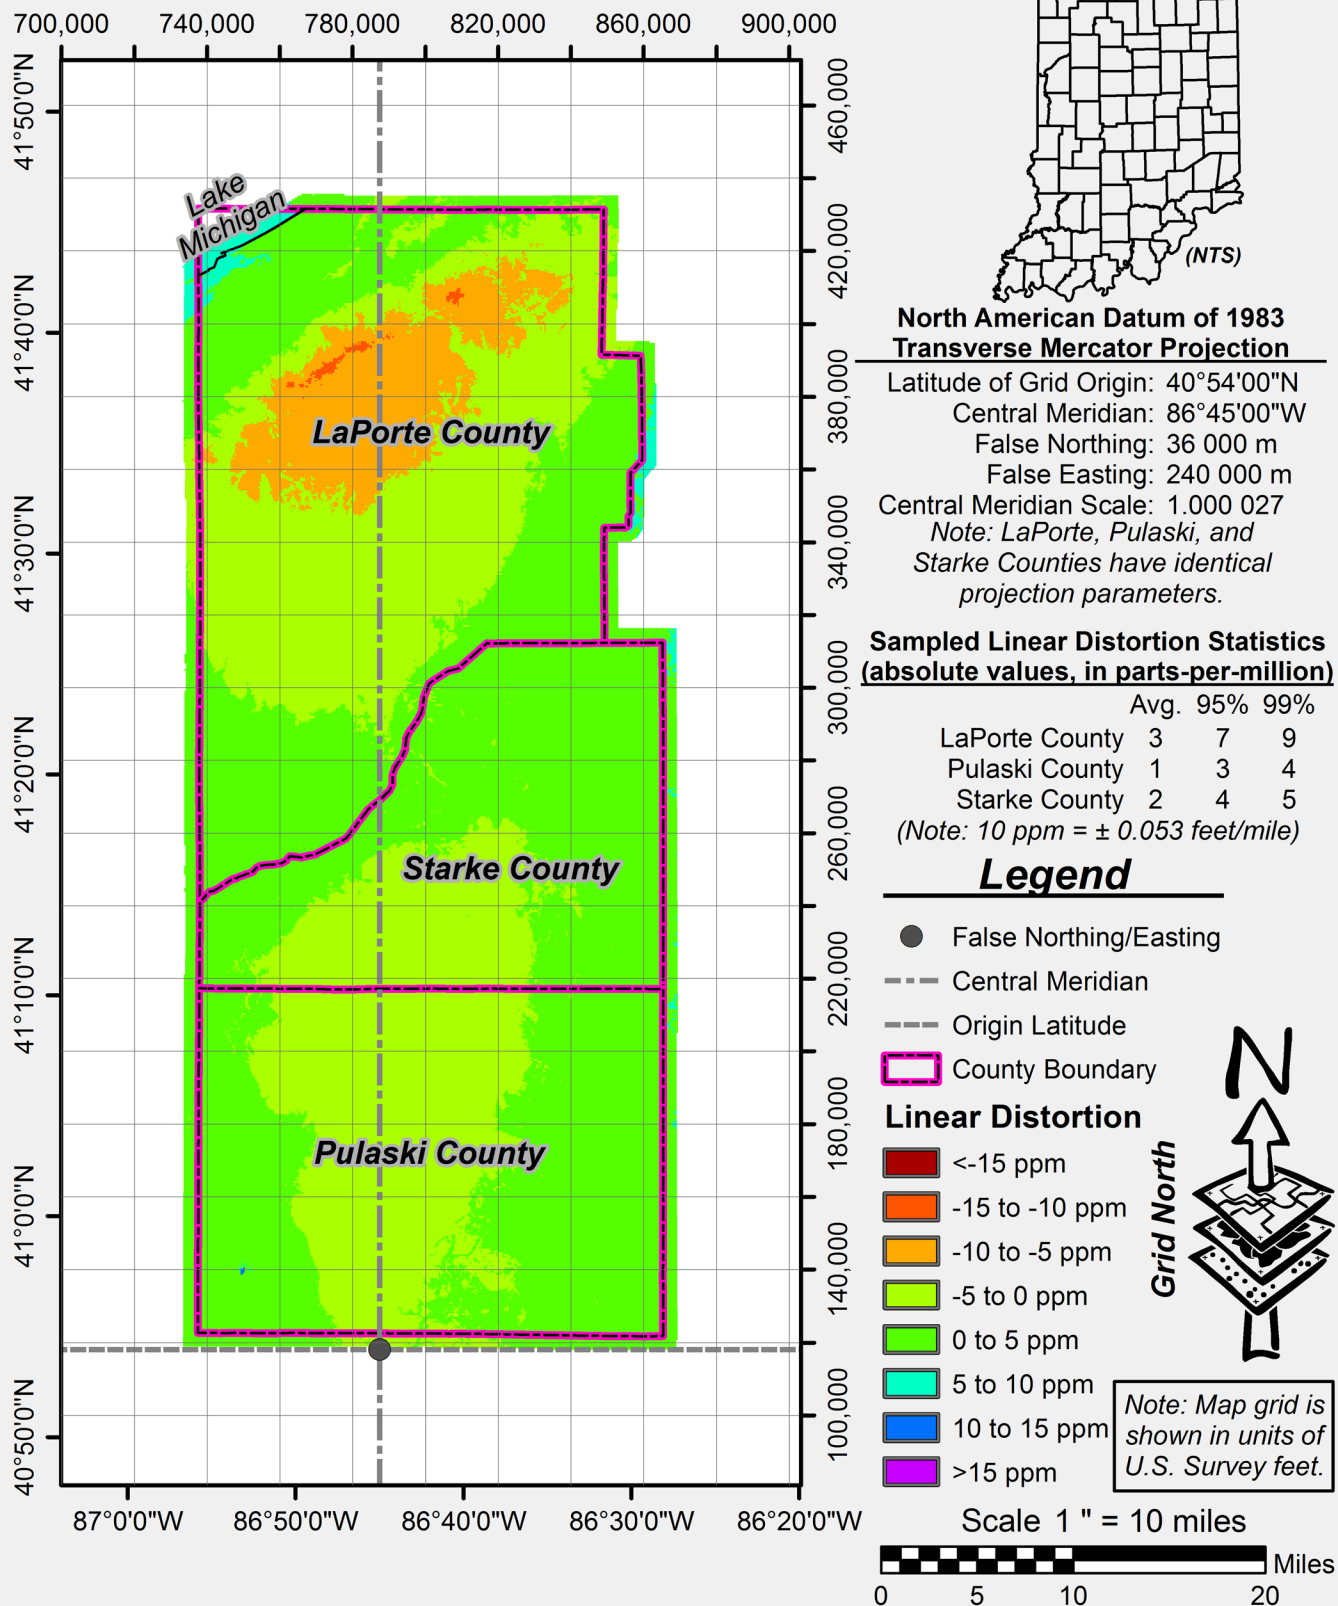 700,000 740,000 780,000 820,000 860,000 900,000
41°50'0"N
41°40'0"N
41°30'0"N
41°20'0"N
41°10'0"N
41°0'0"N
40°50'0"N
460,000
420,000
380,000
340,000
300,000
260,000
220,000
180,000
140,000
100,000
Lake
Michigan
LaPorte County
Starke County
Pulaski County
87°0'0"W 86°50'0"W 86°40'0"W 86°30'0"W 86°20'0"W
(NTS)
North American Datum of 1983
Transverse Mercator Projection
Latitude of Grid Origin: 40°54'00"N
Central Meridian: 86°45'00"W
False Northing: 36 000 m
False Easting: 240 000 m
Central Meridian Scale: 1.000 027
Note: LaPorte, Pulaski, and
Starke Counties have identical
projection parameters.
Sampled Linear Distortion Statistics
(absolute values, in parts-per-million)
Avg. 95% 99%
LaPorte County 3 7 9
Pulaski County 1 3 4
Starke County 2 4 5
(Note: 10 ppm = ± 0.053 feet/mile)
Legend
False Northing/Easting
Central Meridian
Origin Latitude
County Boundary
Linear Distortion
<-15 ppm
-15 to -10 ppm
-10 to -5 ppm
-5 to 0 ppm
0 to 5 ppm
5 to 10 ppm
10 to 15 ppm
>15 ppm
N
Grid North
Note: Map grid is
shown in units of
U.S. Survey feet.
Scale 1 " = 10 miles
Miles
0 5 10 20